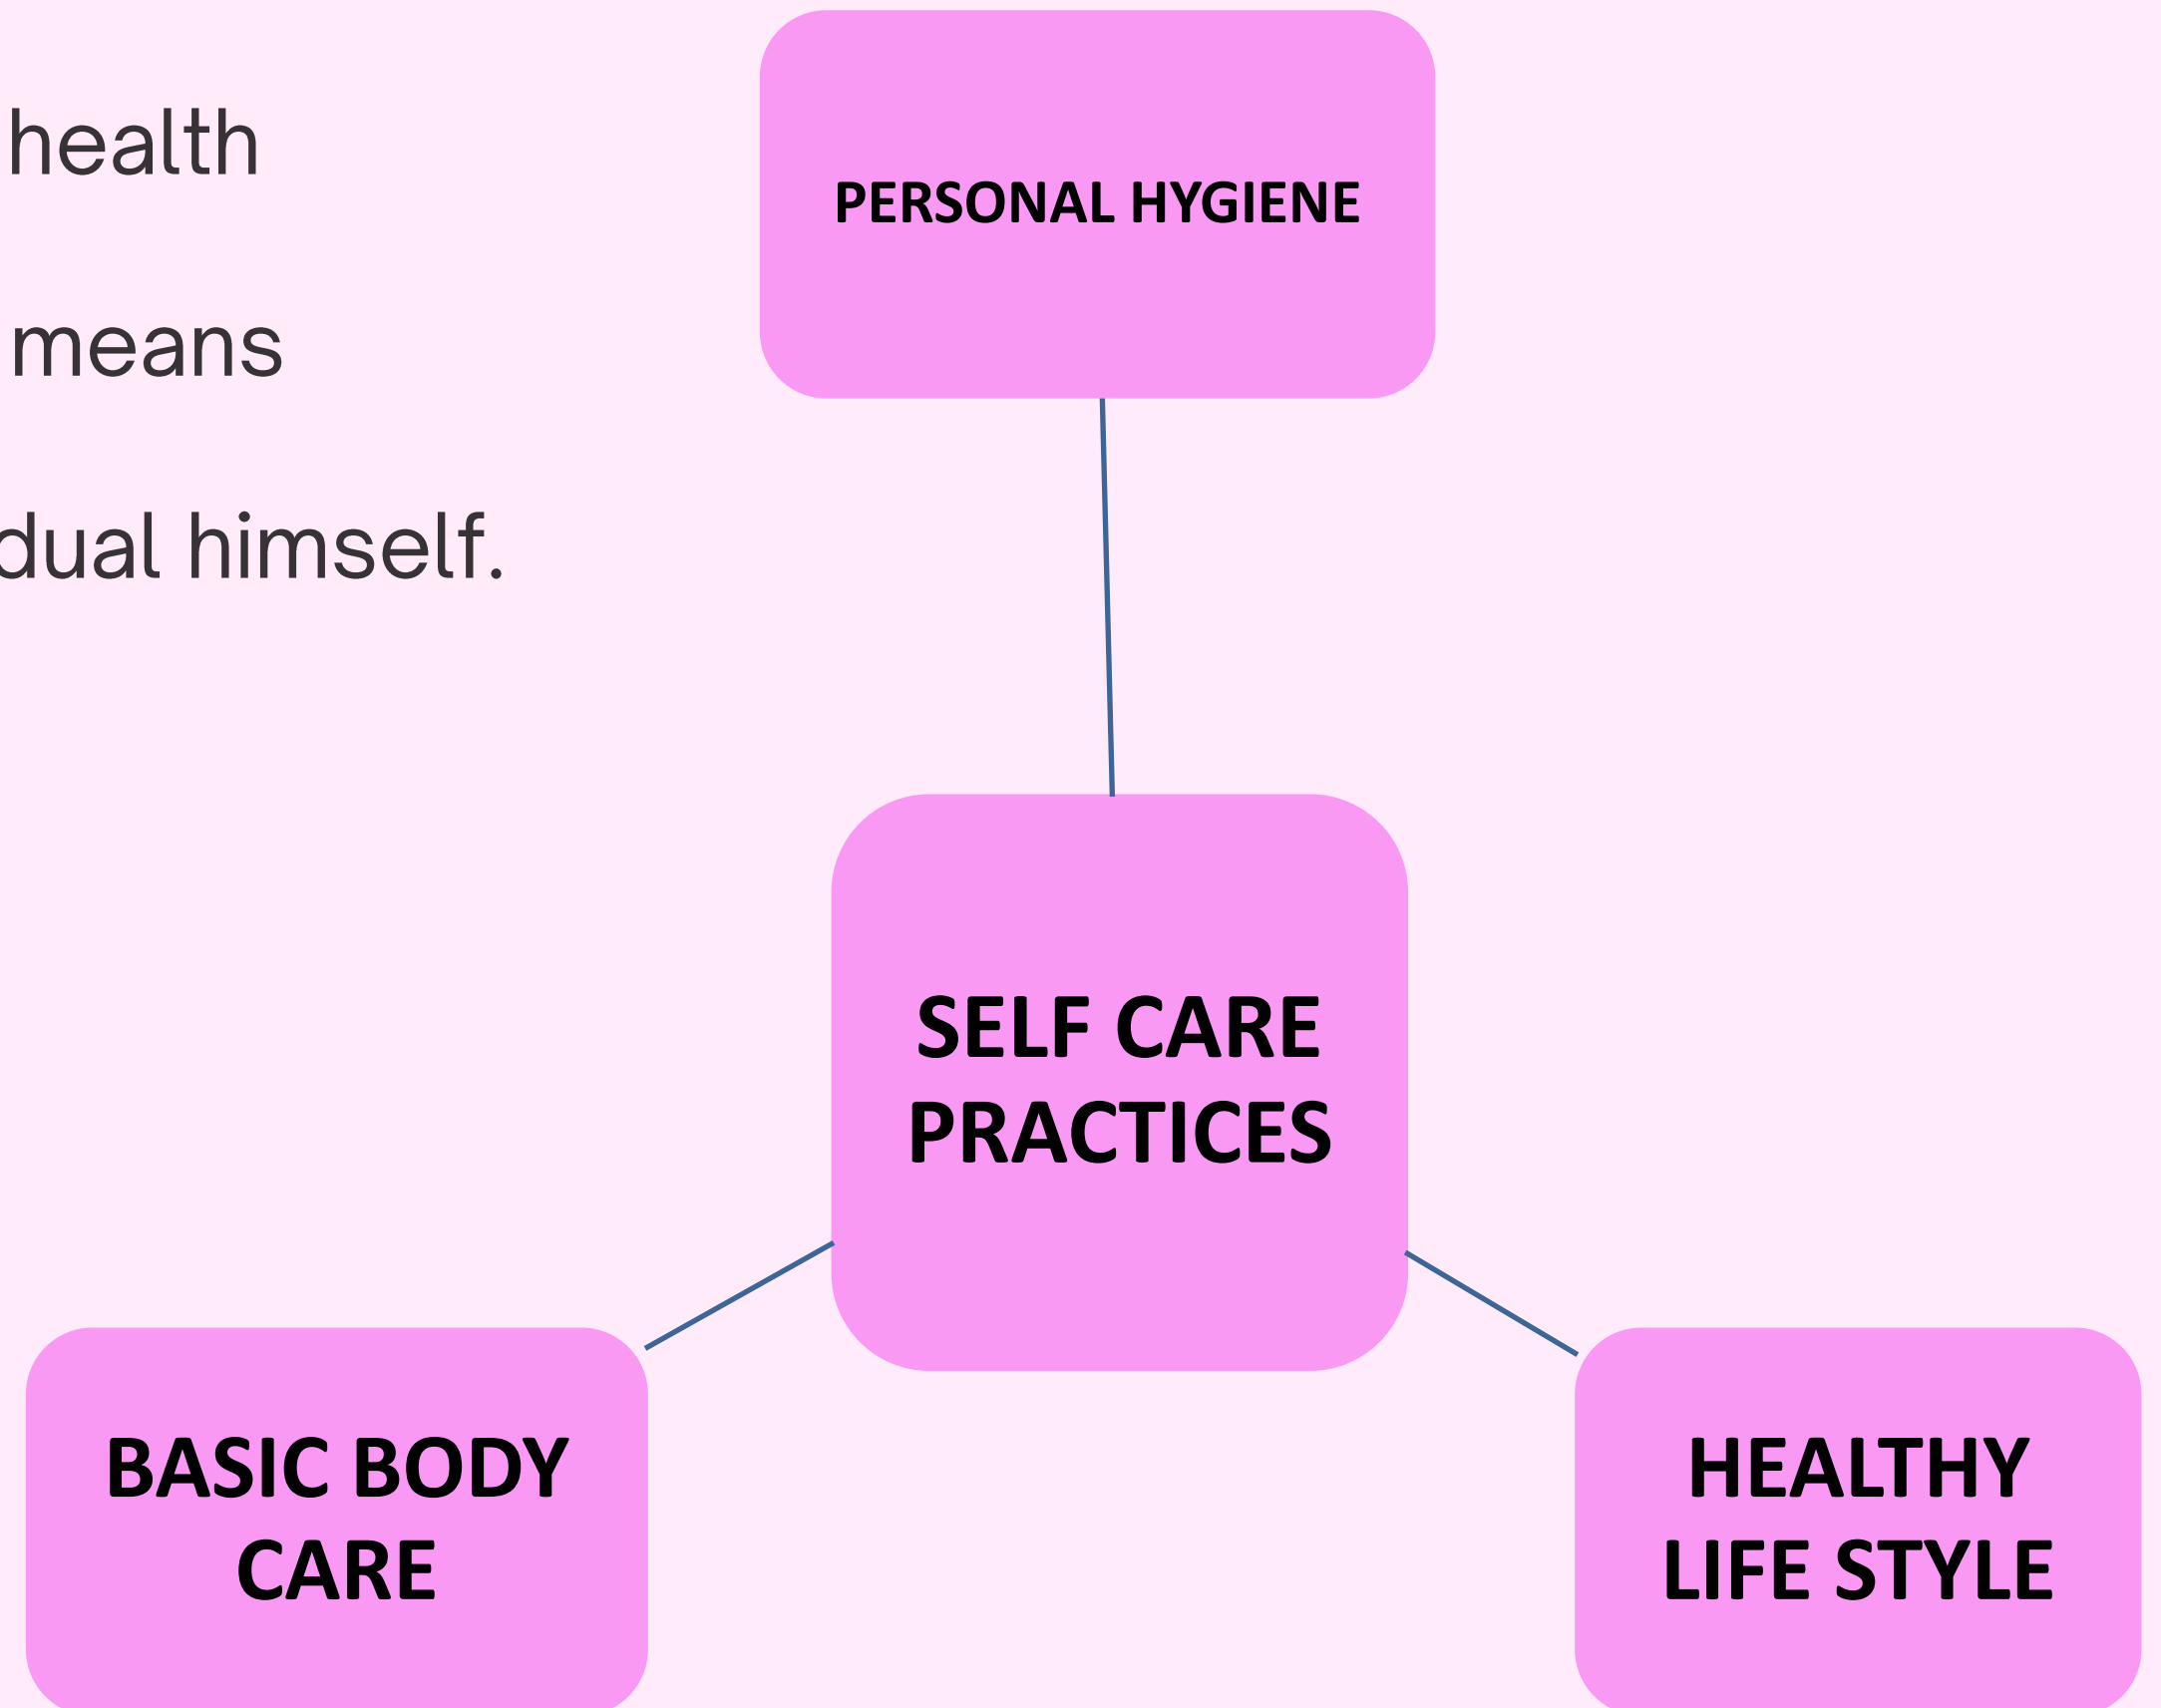 health
means
dual himself.
PERSONAL HYGIENE
SELF CARE
PRACTICES
BASIC BODY
CARE
HEALTHY
LIFE STYLE